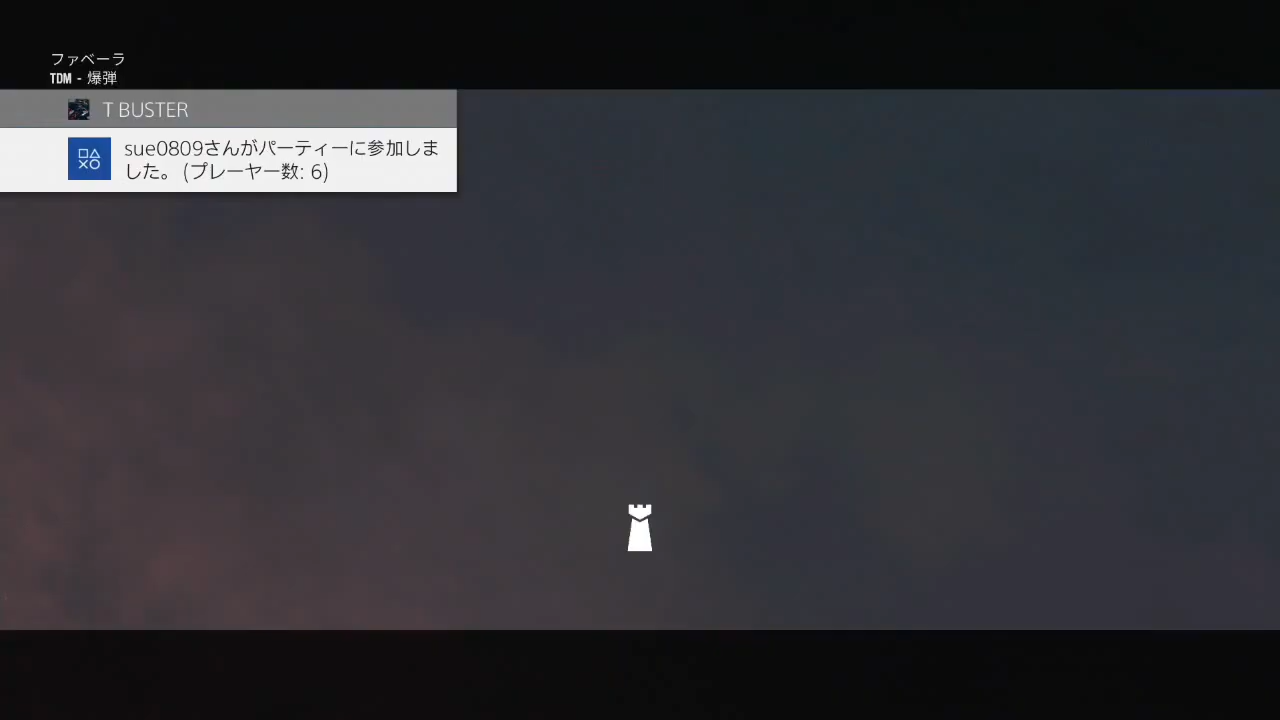 ファベーラ
TDM - 爆弾
T BUSTER
sue0809さんがパーティーに参加しま
した。 (プレーヤー数: 6)